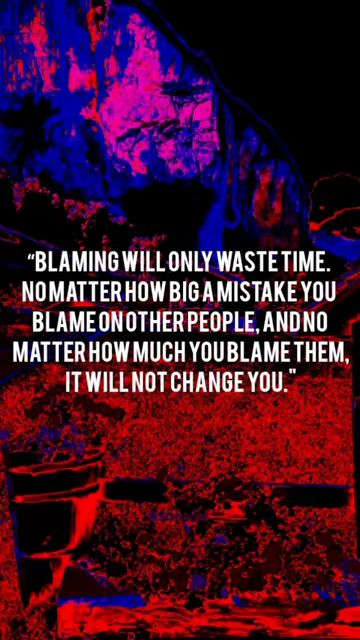 “BLAMING WILL ONLY WASTE TIME.
NO MATTER HOW BIG A MISTAKE YOU
BLAME ON OTHER PEOPLE, AND NO
MATTER HOW MUCH YOU BLAME THEM,
IT WILL NOT CHANGE YOU."